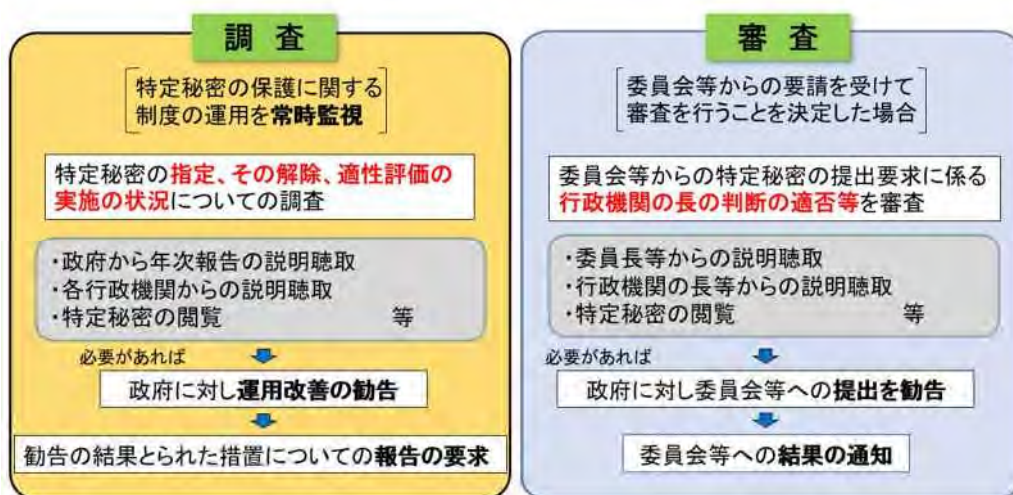 調 査
特定秘密の保護に関する
制度の運用を常時監視
特定秘密の指定、その解除、適性評価の
実施の状況についての調査
・政府から年次報告の説明聴取
・各行政機関からの説明聴取
・特定秘密の閲覧 等
必要があれば
政府に対し運用改善の勧告
勧告の結果とられた措置についての報告の要求
審 査
委員会等からの要請を受けて
審査を行うことを決定した場合
委員会等からの特定秘密の提出要求に係る
行政機関の長の判断の適否等を審査
・委員長等からの説明聴取
・行政機関の長等からの説明聴取
・特定秘密の閲覧 等
必要があれば
政府に対し委員会等への提出を勧告
委員会等への結果の通知